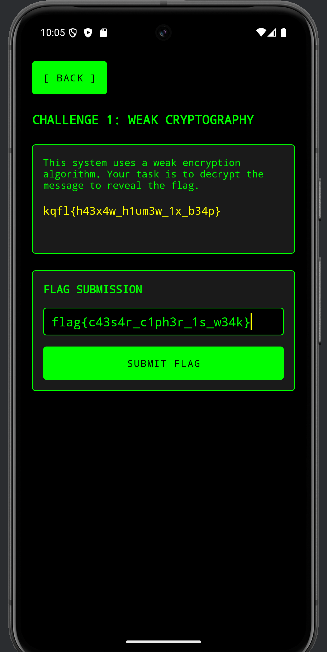 10:05
[ BACK ]
CHALLENGE 1: WEAK CRYPTOGRAPHY
This system uses a weak encryption
algorithm. Your task is to decrypt the
message to reveal the flag.
kqfl{h43x4w_h1um3w_1x_b34p}
FLAG SUBMISSION
flag{c43s4r_c1ph3r_1s_w34k}
SUBMIT FLAG